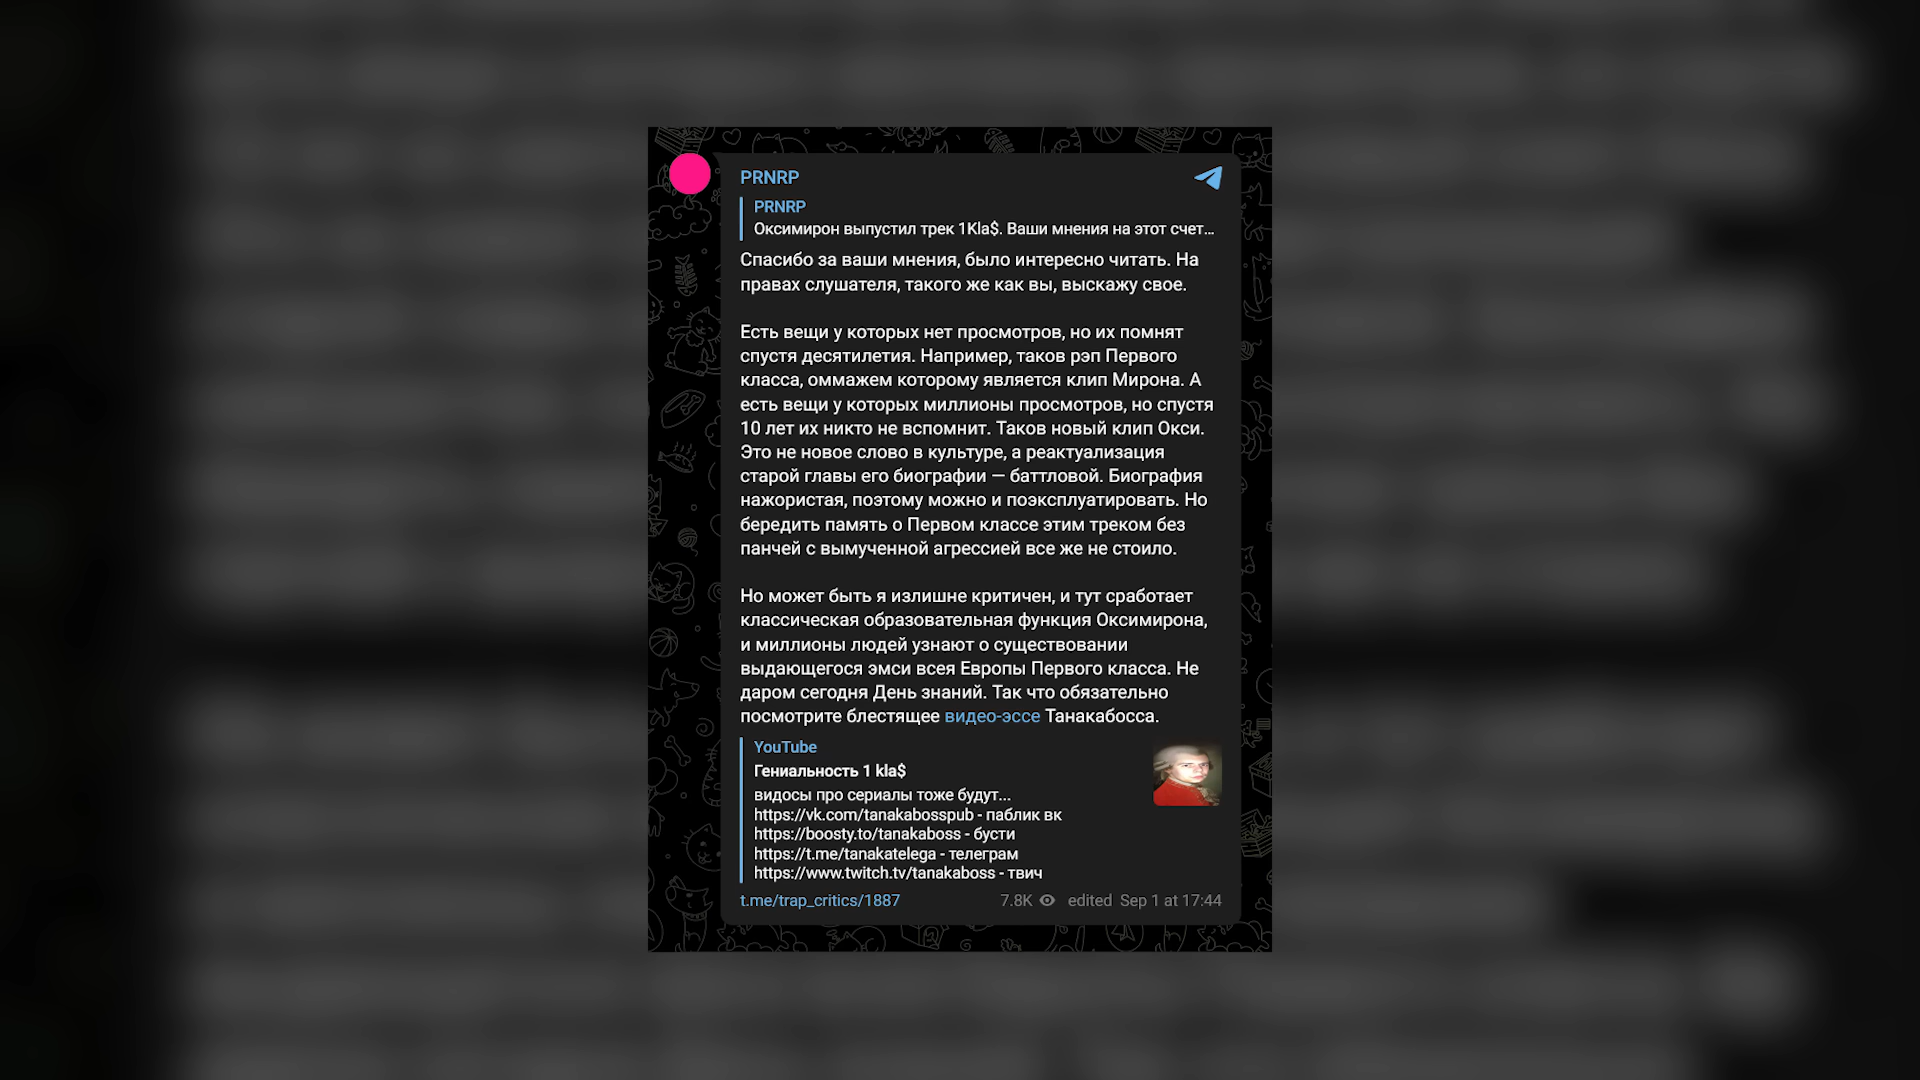 PRNRP
PRNRP
Оксимирон выпустил трек 1Kla$. Ваши мнения на этот счет...
Спасибо за ваши мнения, было интересно читать. На
правах слушателя, такого же как вы, выскажу свое.
Есть вещи у которых нет просмотров, но их помнят
спустя десятилетия. Например, таков рэп Первого
класса, оммажем которому является клип Мирона. А
есть вещи у которых миллионы просмотров, но спустя
10 лет их никто не вспомнит. Таков новый клип Окси.
Это не новое слово в культуре, а реактуализация
старой главы его биографии — баттловой. Биография
нажористая, поэтому можно и поэксплуатировать. Но
бередить память о Первом классе этим треком без
панчей с вымученной агрессией все же не стоило.
Но может быть я излишне критичен, и тут сработает
классическая образовательная функция Оксимирона,
и миллионы людей узнают о существовании
выдающегося эмси всея Европы Первого класса. Не
даром сегодня День знаний. Так что обязательно
посмотрите блестящее видео-эссе Танакабосса.
YouTube
Гениальность 1 kla$
видосы про сериалы тоже будут...
https://vk.com/tanakabosspub - паблик вк
https://boosty.to/tanakaboss - бусти
https://t.me/tanakatelega - телеграм
https://www.twitch.tv/tanakaboss - твич
t.me/trap_critics/1887 7.8K edited Sep 1 at 17:44